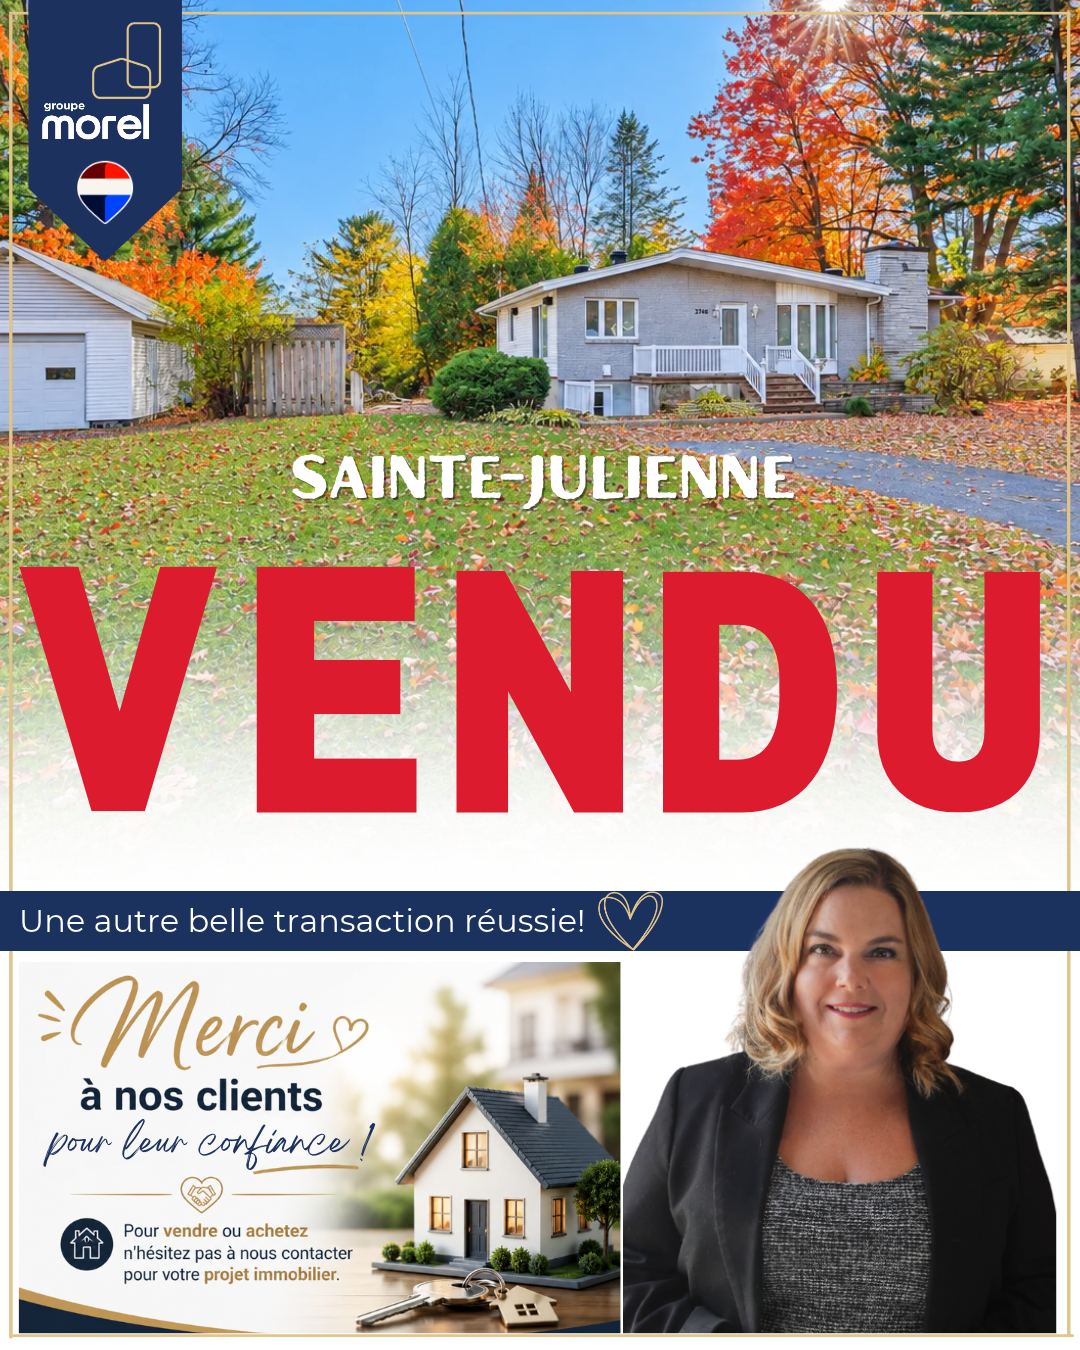 groupe
morel
2746
SAINTE-JULIENNE
VENDU
Une autre belle transaction réussie!
Merci
à nos clients
pour leur confiance !
Pour vendre ou achetez
n'hésitez pas à nous contacter
pour votre projet immobilier.